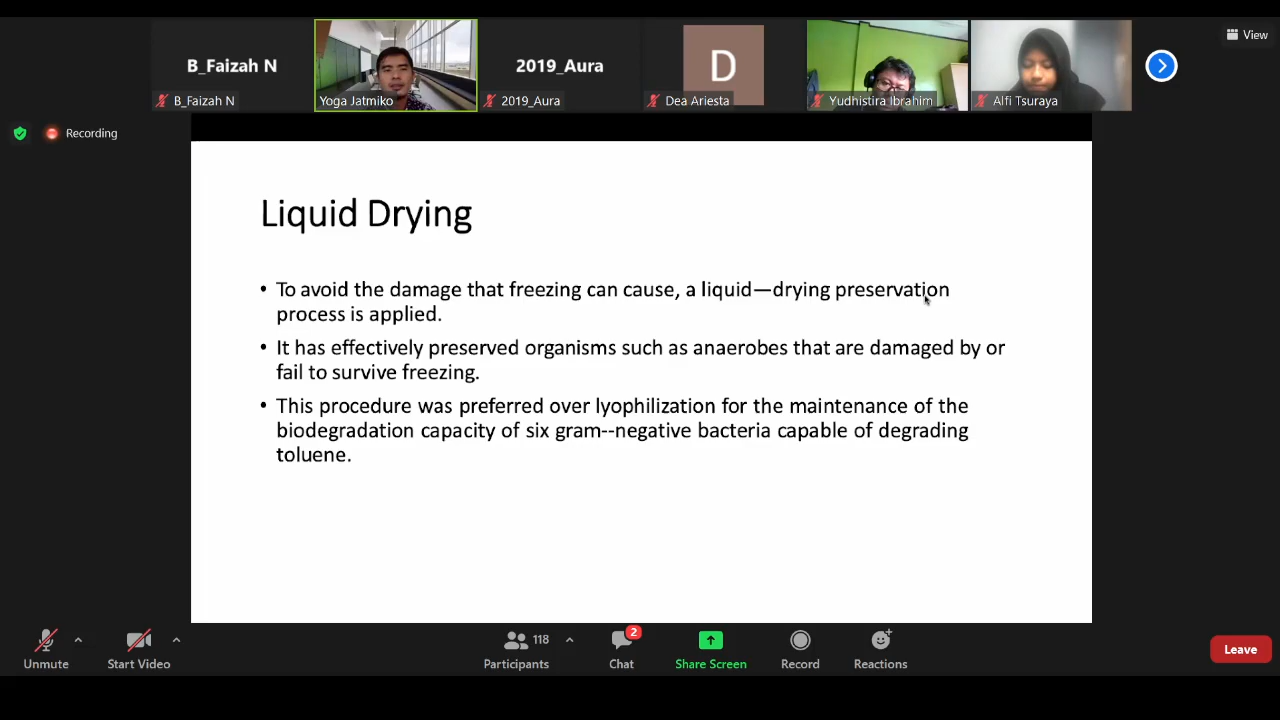 B_Faizah N
2019_Aura
D
B_Faizah N
Yoga Jatmiko
2019_Aura
Dea Ariesta
Yudhistira Ibrahim
Alfi Tsuraya
View
Recording
Liquid Drying
• To avoid the damage that freezing can cause, a liquid—drying preservation
process is applied.
• It has effectively preserved organisms such as anaerobes that are damaged by or
fail to survive freezing.
• This procedure was preferred over lyophilization for the maintenance of the
biodegradation capacity of six gram--negative bacteria capable of degrading
toluene.
Unmute
Start Video
118
Participants
2
Chat
Share Screen
Record
Reactions
Leave